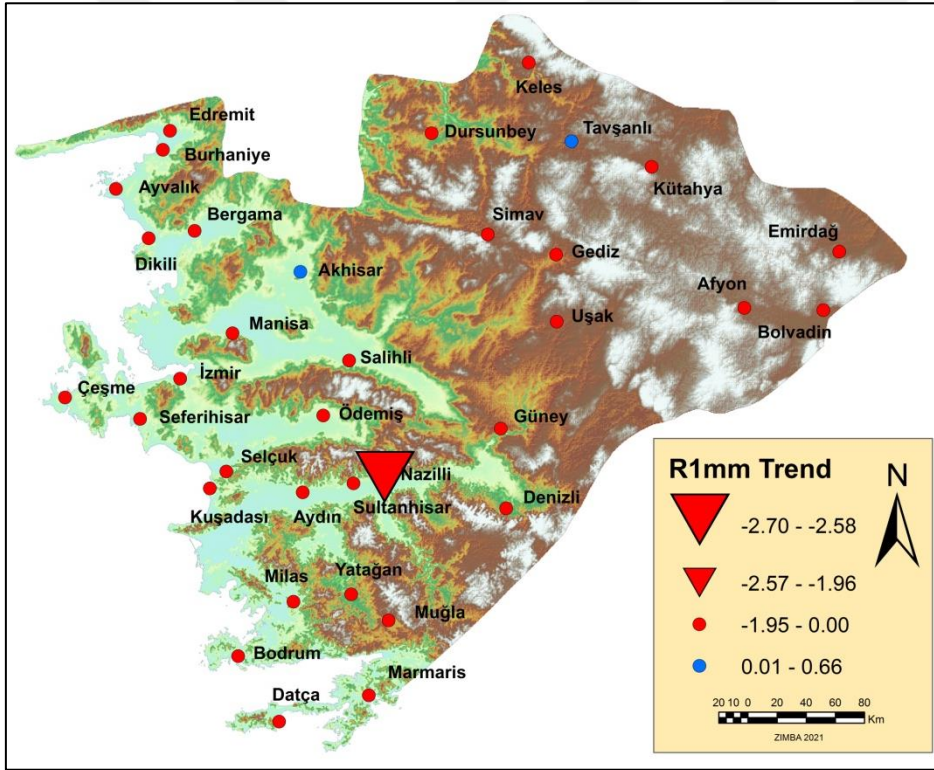 Keles
Edremit
Dursunbey
Tavşanlı
Burhaniye
Kütahya
Ayvalık
Bergama
Simav
Emirdağ
Dikili
Gediz
Akhisar
Afyon
Manisa
Uşak
Bolvadin
Salihli
İzmir
Çeşme
Seferihisar
Ödemiş
Güney
Selçuk
Nazilli
Kuşadası
Aydın
Sultanhisar
Denizli
Milas
Yatağan
Muğla
Bodrum
Marmaris
Datça
R1mm Trend
N
-2.70 - -2.58
-2.57 - -1.96
-1.95 - 0.00
0.01 - 0.66
20 10 0 20 40 60 80
Km
ZIMBA 2021